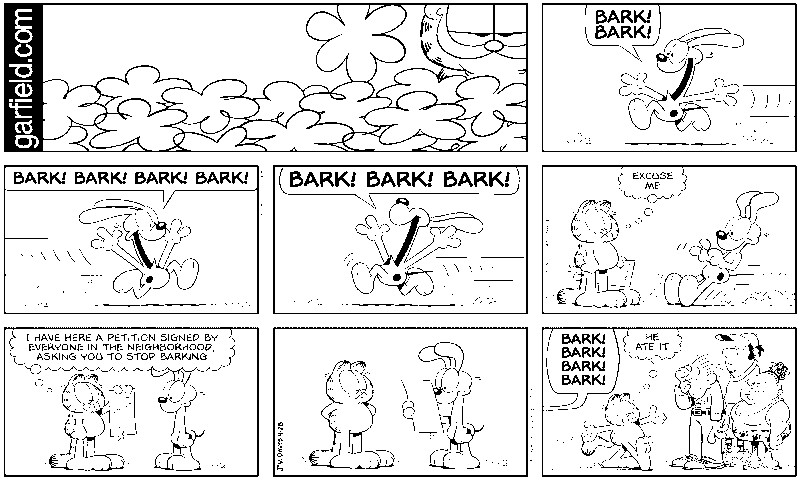 garfield.com
BARK!
BARK!
BARK! BARK! BARK! BARK!
BARK! BARK! BARK!
EXCUSE
ME
I HAVE HERE A PETITION SIGNED BY
EVERYONE IN THE NEIGHBORHOOD,
ASKING YOU TO STOP BARKING
BARK!
BARK!
BARK!
BARK!
HE
ATE IT